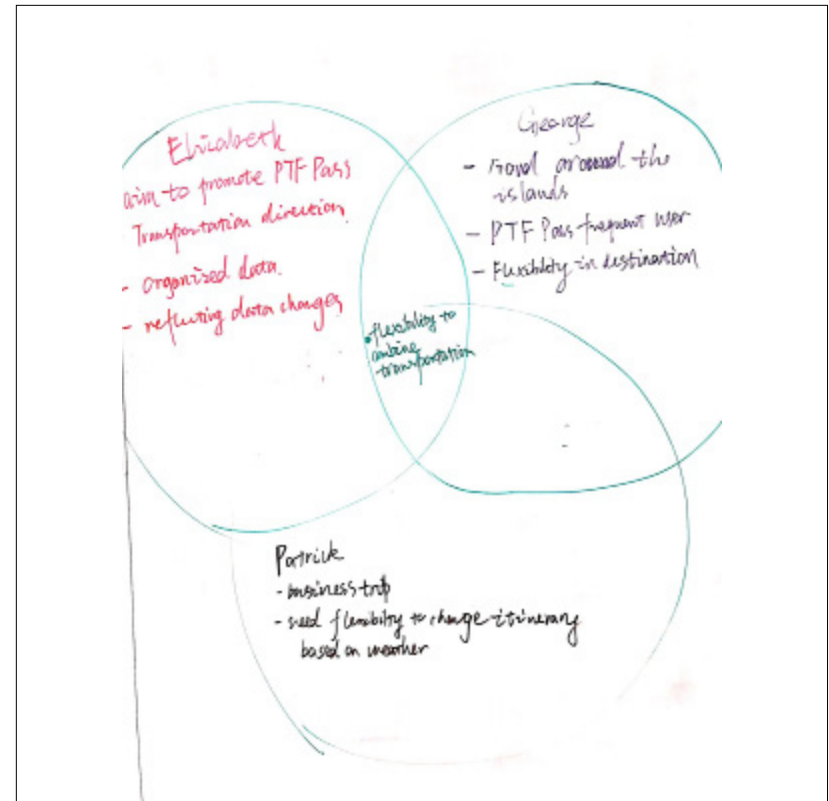 Elizabeth
aim to promote PTF Pass
Transportation direction
- organized data
- reflecting data changes
George
- around the
islands
- PTF Pass frequent user
- Flexibility in destination
• flexibility to
combine
transportation
Patrick
- business trip
- need flexibility to change itinerary
based on weather